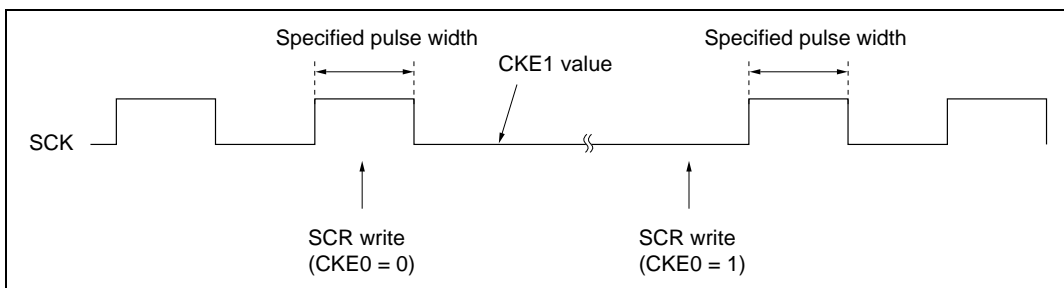 Specified pulse width
Specified pulse width
CKE1 value
SCK
SCR write
(CKE0 = 0)
SCR write
(CKE0 = 1)